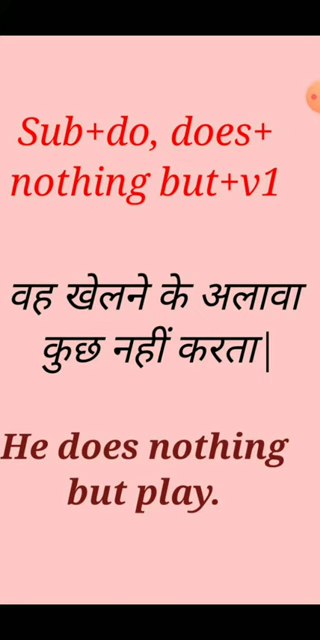 Sub+do, does+
nothing but+v1
वह खेलने के अलावा
कुछ नहीं करता|
He does nothing
but play.